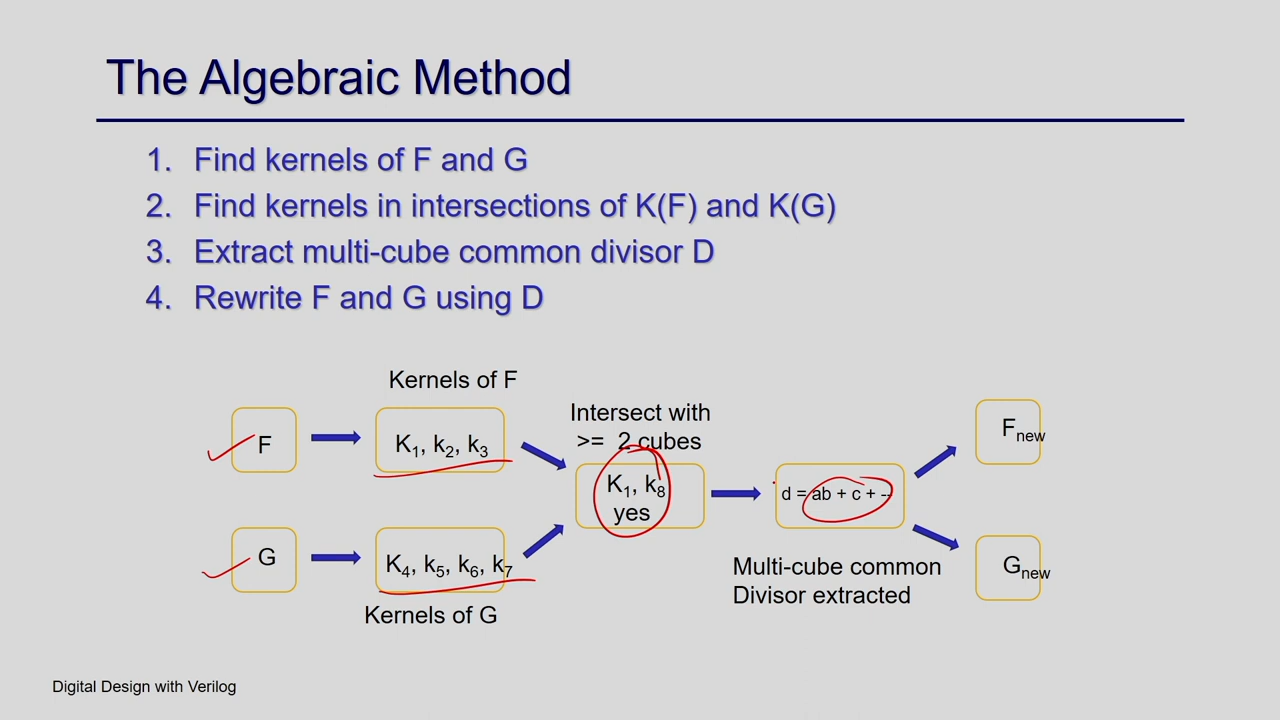 The Algebraic Method
1. Find kernels of F and G
2. Find kernels in intersections of K(F) and K(G)
3. Extract multi-cube common divisor D
4. Rewrite F and G using D
Kernels of F
Intersect with
>= 2 cubes
F
K1, k2, k3
K1, k8
yes
d = ab + c + --
Fnew
G
K4, k5, k6, k7
Gnew
Multi-cube common
Divisor extracted
Kernels of G
Digital Design with Verilog